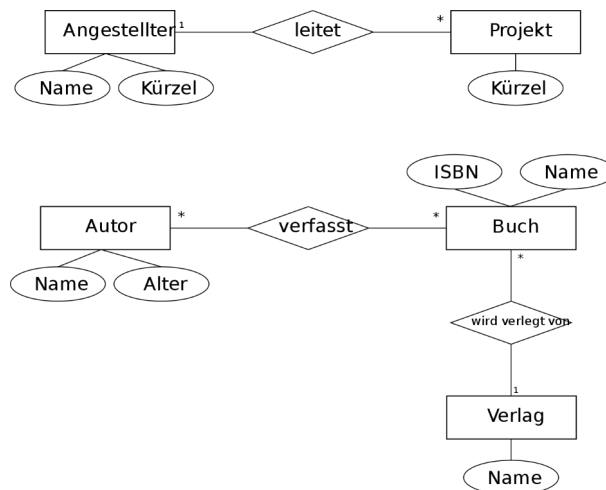 Angestellter 1 leitet * Projekt
Name Kürzel Kürzel
ISBN Name
Autor * verfasst * Buch
Name Alter
*
wird verlegt von
1
Verlag
Name